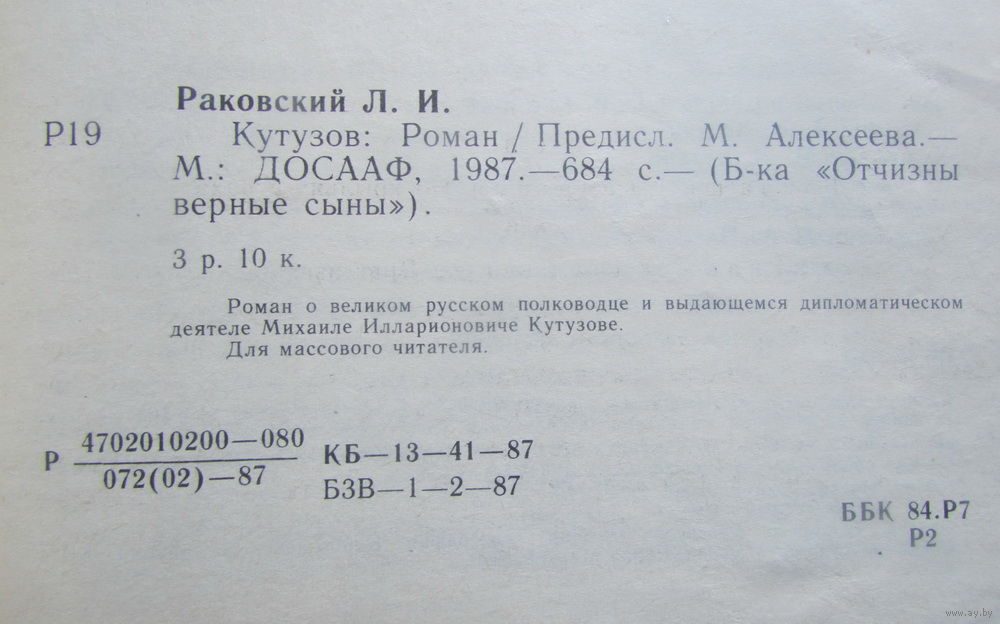 Раковский Л. И.
Р19 Кутузов: Роман / Предисл. М. Алексеева.—
М.: ДОСААФ, 1987.—684 с.— (Б-ка «Отчизны
верные сыны»).
3 р. 10 к.
Роман о великом русском полководце и выдающемся дипломатическом
деятеле Михаиле Илларионовиче Кутузове.
Для массового читателя.
Р 4702010200—080
072(02)—87
КБ—13—41—87
БЗВ—1—2—87
ББК 84.Р7
Р2
www.ay.by